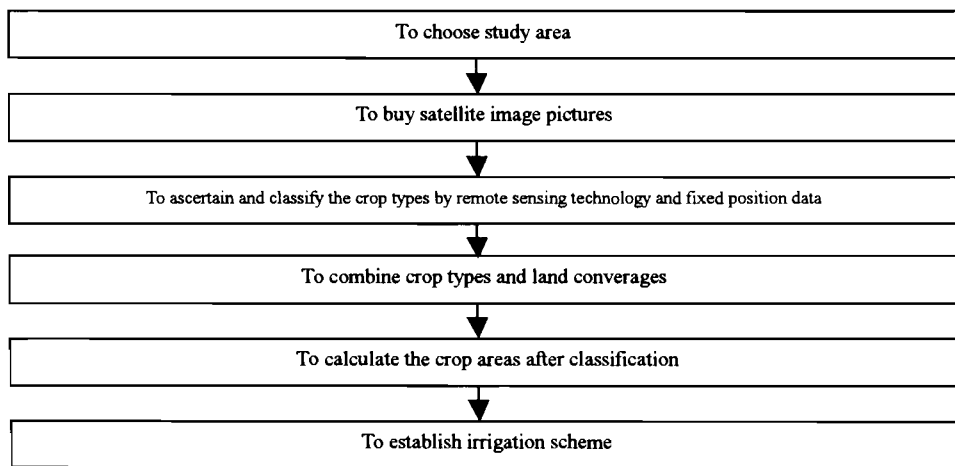 To choose study area
To buy satellite image pictures
To ascertain and classify the crop types by remote sensing technology and fixed position data
To combine crop types and land converages
To calculate the crop areas after classification
To establish irrigation scheme